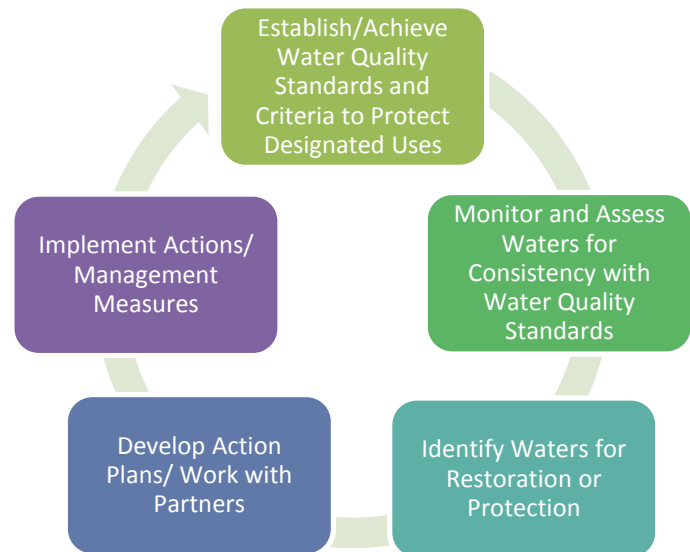 Establish/Achieve
Water Quality
Standards and
Criteria to Protect
Designated Uses
Monitor and Assess
Waters for
Consistency with
Water Quality
Standards
Identify Waters for
Restoration or
Protection
Develop Action
Plans/ Work with
Partners
Implement Actions/
Management
Measures